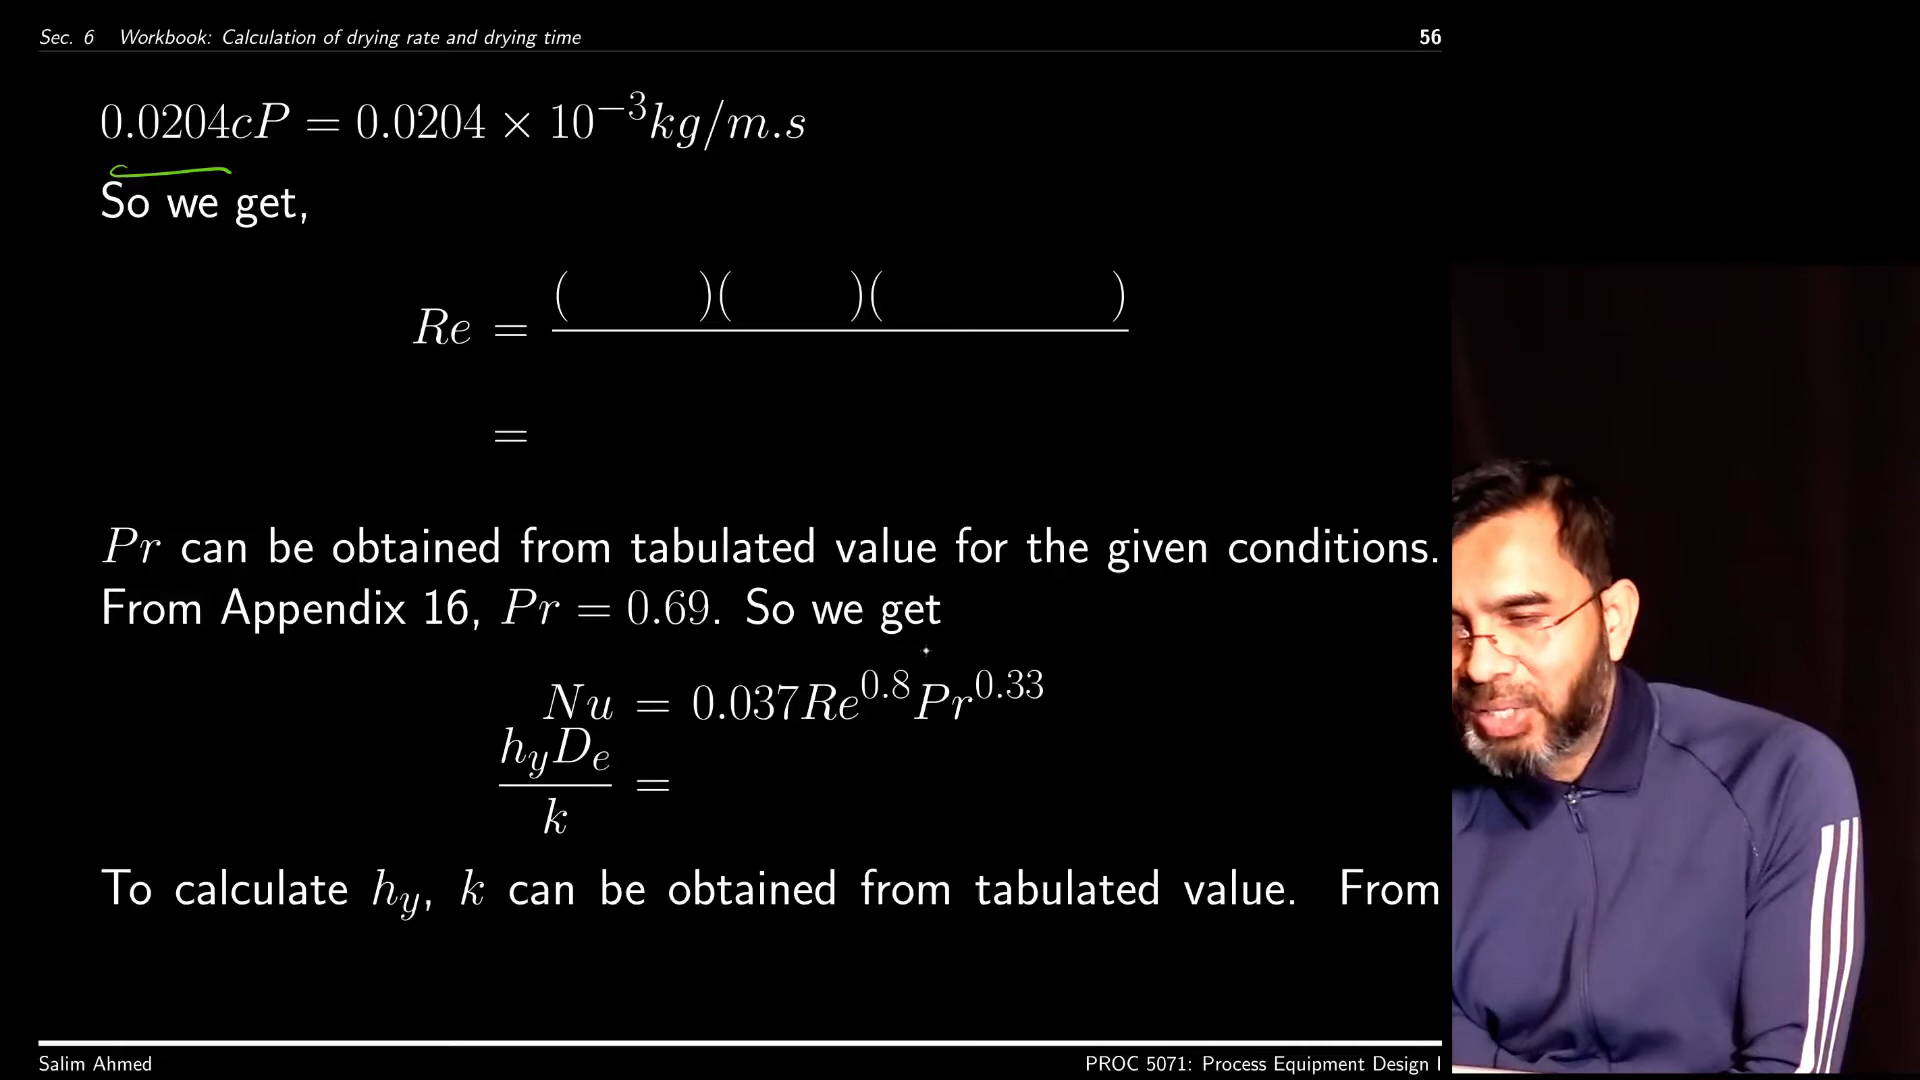 Sec. 6 Workbook: Calculation of drying rate and drying time 56
0.0204cP = 0.0204 × 10⁻³kg/m.s
So we get,
Re = ( )( )( )
=
Pr can be obtained from tabulated value for the given conditions.
From Appendix 16, Pr = 0.69. So we get
Nu = 0.037Re^0.8 Pr^0.33
h_y D_e / k =
To calculate h_y, k can be obtained from tabulated value. From
Salim Ahmed PROC 5071: Process Equipment Design I